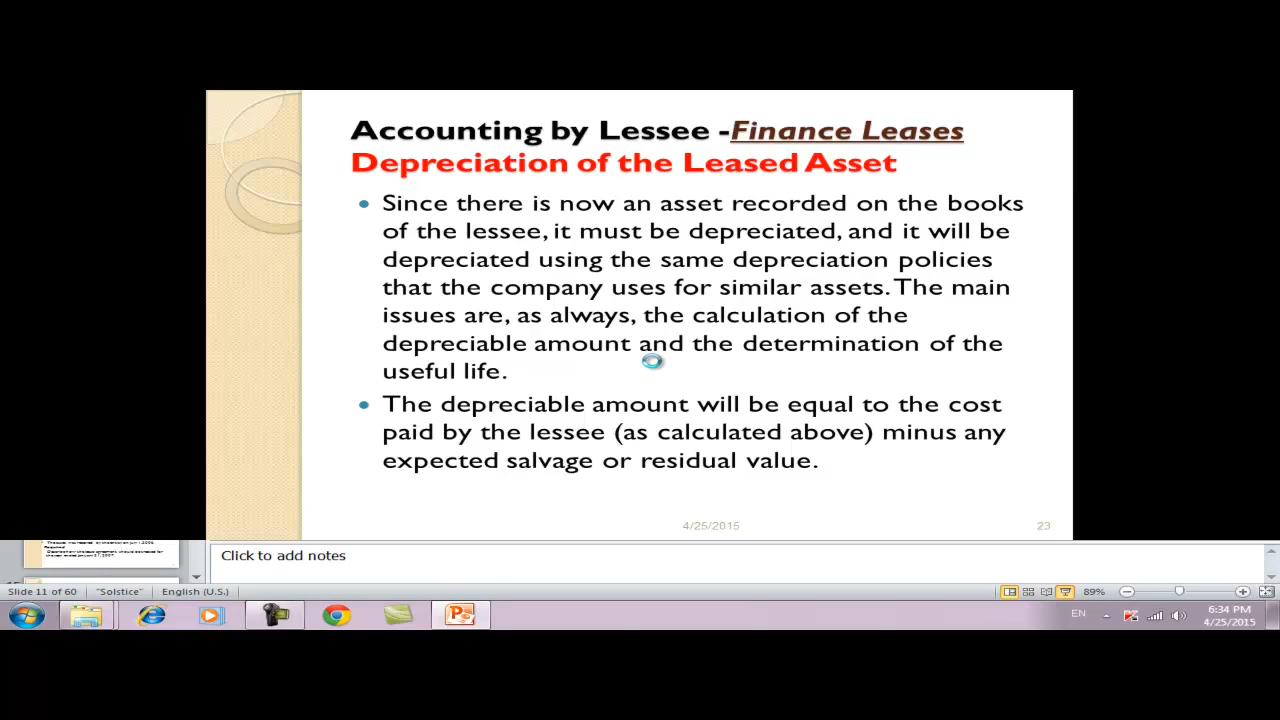 Accounting by Lessee -Finance Leases
Depreciation of the Leased Asset
Since there is now an asset recorded on the books
of the lessee, it must be depreciated, and it will be
depreciated using the same depreciation policies
that the company uses for similar assets. The main
issues are, as always, the calculation of the
depreciable amount and the determination of the
useful life.
The depreciable amount will be equal to the cost
paid by the lessee (as calculated above) minus any
expected salvage or residual value.
4/25/2015 23
Click to add notes
Slide 11 of 60 "Solstice" English (U.S.) 89%
EN 6:34 PM
4/25/2015